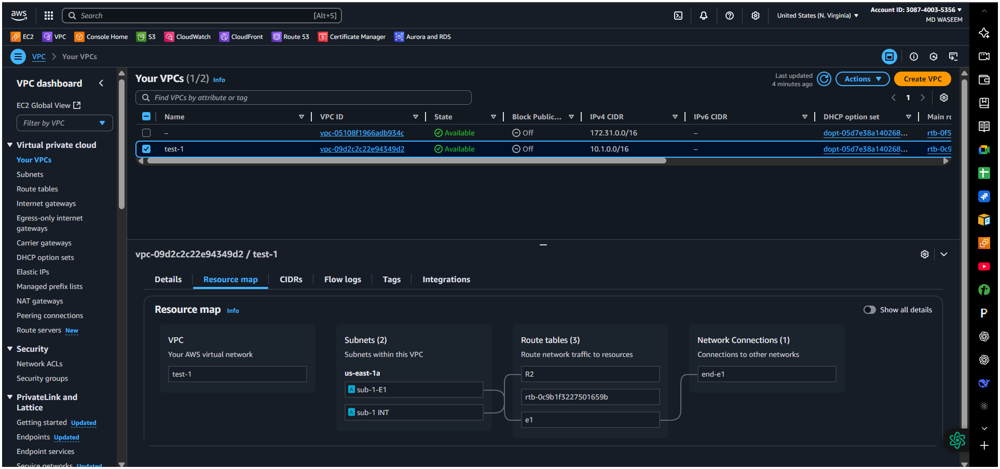 aws
Search [Alt+S]
United States (N. Virginia)
Account ID: 3087-4003-5356
MD WASEEM
EC2 VPC Console Home S3 CloudWatch CloudFront Route 53 Certificate Manager Aurora and RDS
VPC Your VPCs
VPC dashboard
EC2 Global View
Filter by VPC
Virtual private cloud
Your VPCs
Subnets
Route tables
Internet gateways
Egress-only internet
gateways
Carrier gateways
DHCP option sets
Elastic IPs
Managed prefix lists
NAT gateways
Peering connections
Route servers New
Security
Network ACLs
Security groups
PrivateLink and
Lattice
Getting started Updated
Endpoints Updated
Endpoint services
Service networks Updated
Your VPCs (1/2) Info
Last updated
4 minutes ago
Actions
Create VPC
Find VPCs by attribute or tag
1
Name VPC ID State Block Public... IPv4 CIDR IPv6 CIDR DHCP option set Main ro
– vpc-05108f1966adb934c Available Off 172.31.0.0/16 – dopt-05d7e38a140268... rtb-0f5
test-1 vpc-09d2c2c22e94349d2 Available Off 10.1.0.0/16 – dopt-05d7e38a140268... rtb-0c9
vpc-09d2c2c22e94349d2 / test-1
Details Resource map CIDRs Flow logs Tags Integrations
Resource map Info
Show all details
VPC
Your AWS virtual network
test-1
Subnets (2)
Subnets within this VPC
us-east-1a
A sub-1-E1
A sub-1 INT
Route tables (3)
Route network traffic to resources
R2
rtb-0c9b1f3227501659b
e1
Network Connections (1)
Connections to other networks
end-e1
P